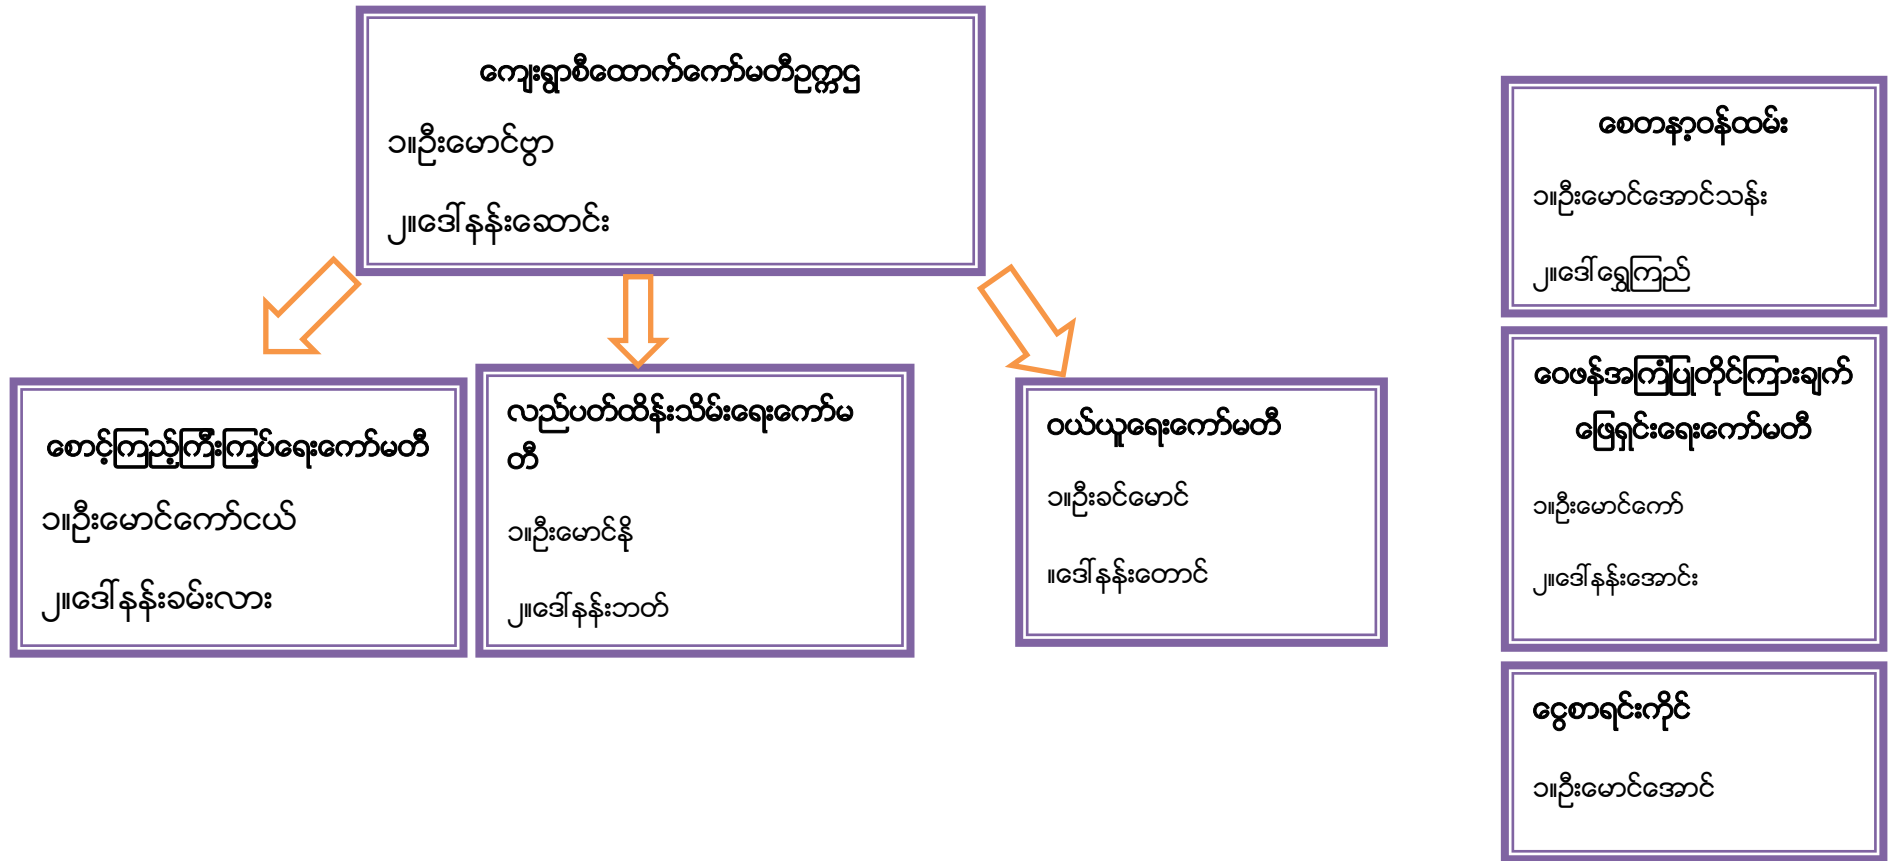 ကျေးရွာစီထောက်ကော်မတီဥက္ကဌ
၁။ဦးမောင်ဗွာ
၂။ဒေါ်နန်းဆောင်း
စောင့်ကြည့်ကြီးကြပ်ရေးကော်မတီ
၁။ဦးမောင်ကော်ငယ်
၂။ဒေါ်နန်းခမ်းလား
လည်ပတ်ထိန်းသိမ်းရေးကော်မ
တီ
၁။ဦးမောင်နို
၂။ဒေါ်နန်းဘတ်
ဝယ်ယူရေးကော်မတီ
၁။ဦးခင်မောင်
။ဒေါ်နန်းတောင်
စေတနာ့ဝန်ထမ်း
၁။ဦးမောင်အောင်သန်း
၂။ဒေါ်ရွှေကြည်
ဝေဖန်အကြံပြုတိုင်ကြားချက်
ဖြေရှင်းရေးကော်မတီ
၁။ဦးမောင်ကော်
၂။ဒေါ်နန်းအောင်း
ငွေစာရင်းကိုင်
၁။ဦးမောင်အောင်